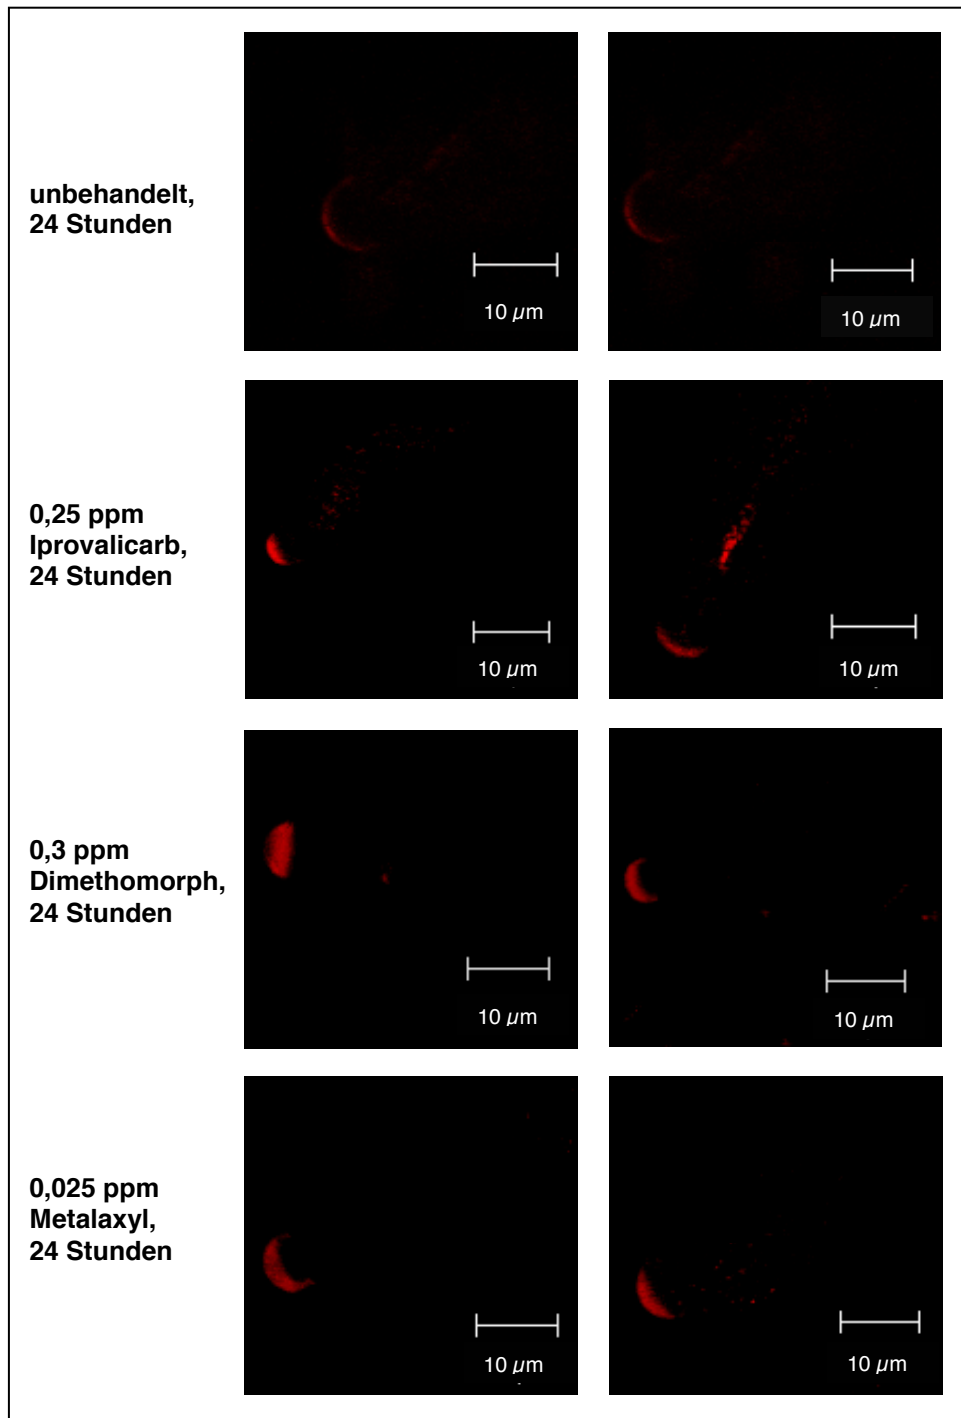 unbehandelt,
24 Stunden
10 µm
10 µm
0,25 ppm
Iprovalicarb,
24 Stunden
10 µm
10 µm
0,3 ppm
Dimethomorph,
24 Stunden
10 µm
10 µm
0,025 ppm
Metalaxyl,
24 Stunden
10 µm
10 µm